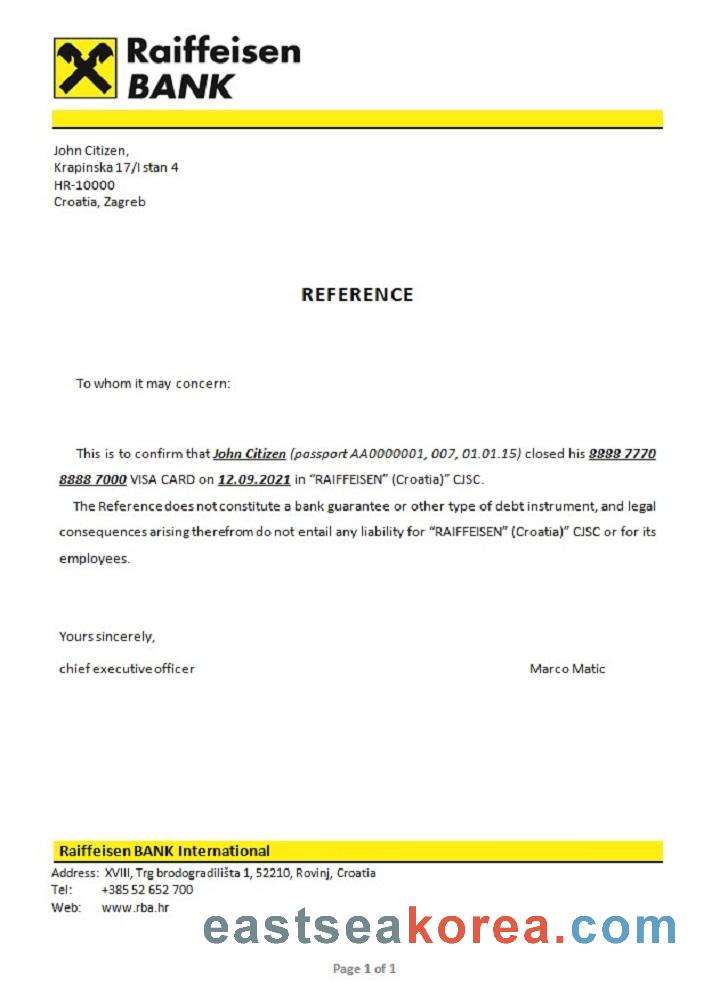 Raiffeisen
BANK
John Citizen,
Krapinska 17/I stan 4
HR-10000
Croatia, Zagreb
REFERENCE
To whom it may concern:
This is to confirm that John Citizen (passport AA0000001, 007, 01.01.15) closed his 8888 7770
8888 7000 VISA CARD on 12.09.2021 in “RAIFFEISEN” (Croatia)” CJSC.
The Reference does not constitute a bank guarantee or other type of debt instrument, and legal
consequences arising therefrom do not entail any liability for “RAIFFEISEN” (Croatia)” CJSC or for its
employees.
Yours sincerely,
chief executive officer Marco Matic
Raiffeisen BANK International
Address: XVIII, Trg brodogradilišta 1, 52210, Rovinj, Croatia
Tel: +385 52 652 700
Web: www.rba.hr
eastseakorea.com
Page 1 of 1